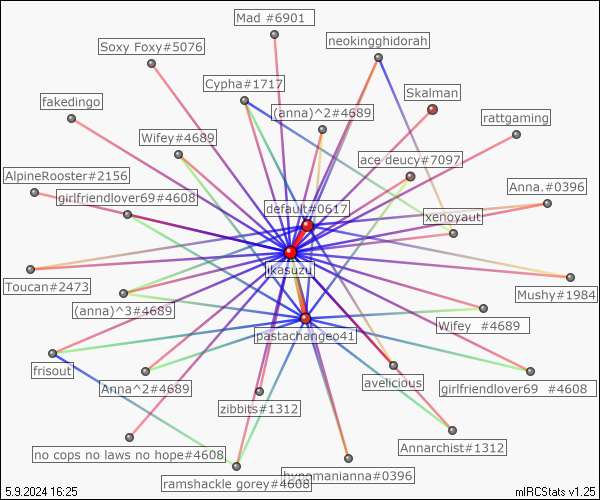 Mad #6901
neokingghidorah
Soxy Foxy#5076
Cypha#1717
Skalman
fakedingo
(anna)^2#4689
rattgaming
Wifey#4689
ace deucy#7097
AlpineRooster#2156
girlfriendlover69#4608
Anna.#0396
default#0617
xenoyaut
ikasuzu
Toucan#2473
Mushy#1984
(anna)^3#4689
Wifey #4689
pastachangeo41
frisout
Anna^2#4689
avelicious
girlfriendlover69 #4608
zibbits#1312
Annarchist#1312
no cops no laws no hope#4608
hypnomianna#0396
ramshackle gorey#4608
5.9.2024 16:25
mIRCStats v1.25